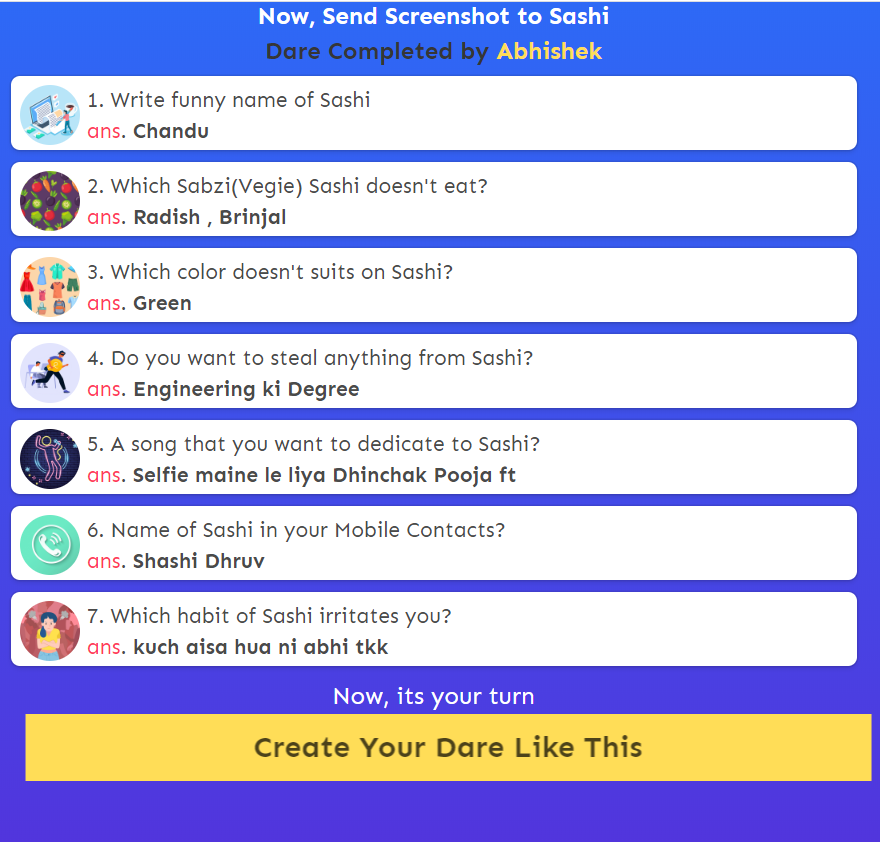 Now, Send Screenshot to Sashi
Dare Completed by Abhishek
1. Write funny name of Sashi
ans. Chandu
2. Which Sabzi(Vegie) Sashi doesn't eat?
ans. Radish , Brinjal
3. Which color doesn't suits on Sashi?
ans. Green
4. Do you want to steal anything from Sashi?
ans. Engineering ki Degree
5. A song that you want to dedicate to Sashi?
ans. Selfie maine le liya Dhinchak Pooja ft
6. Name of Sashi in your Mobile Contacts?
ans. Shashi Dhruv
7. Which habit of Sashi irritates you?
ans. kuch aisa hua ni abhi tkk
Now, its your turn
Create Your Dare Like This